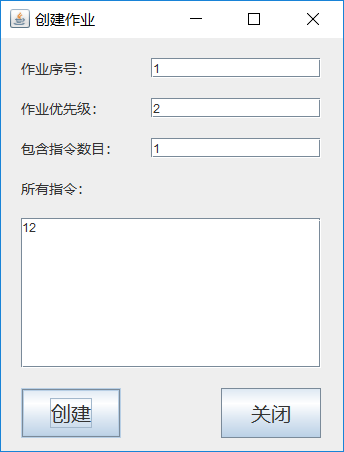 创建作业
作业序号： 1
作业优先级： 2
包含指令数目： 1
所有指令：
12
创建 关闭